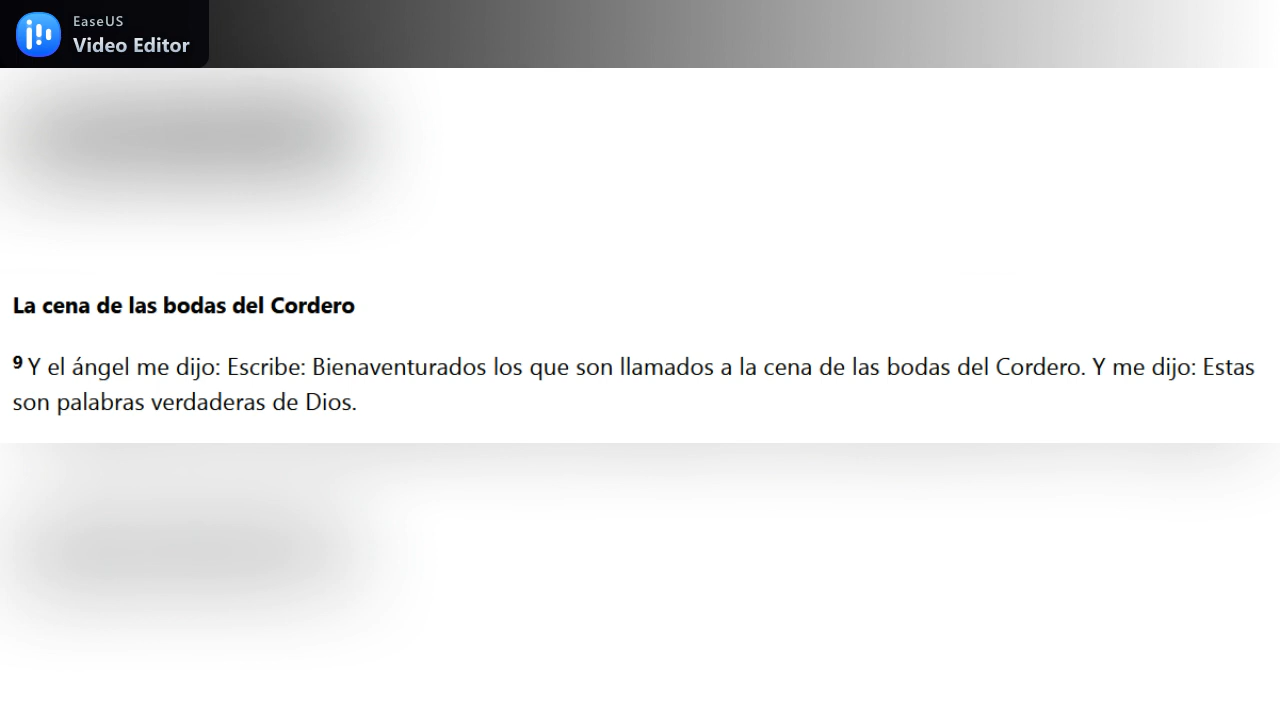 EaseUS
Video Editor
La cena de las bodas del Cordero
9 Y el ángel me dijo: Escribe: Bienaventurados los que son llamados a la cena de las bodas del Cordero. Y me dijo: Estas
son palabras verdaderas de Dios.